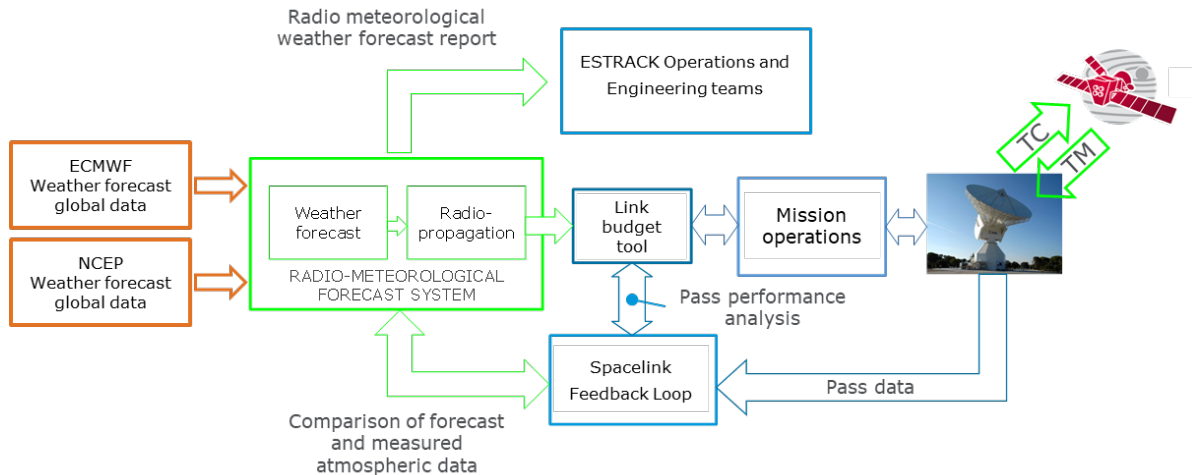 Radio meteorological
weather forecast report
ESTRACK Operations and
Engineering teams
TC
TM
ECMWF
Weather forecast
global data
NCEP
Weather forecast
global data
Weather
forecast
Radio-
propagation
RADIO-METEOROLOGICAL
FORECAST SYSTEM
Link
budget
tool
Mission
operations
Pass performance
analysis
Spacelink
Feedback Loop
Pass data
Comparison of forecast
and measured
atmospheric data